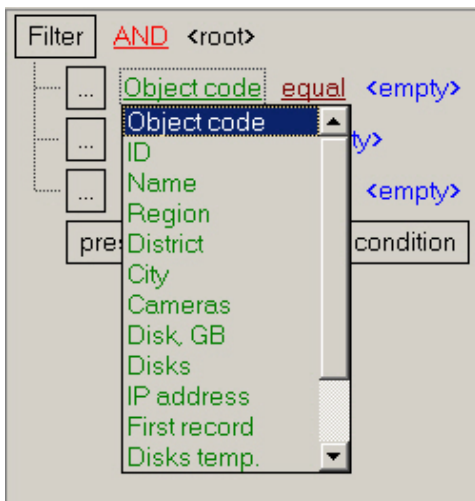 Filter AND <root>
... Object code equal <empty>
Object code
...
ID
Name
... <empty>
Region
District
condition
City
Cameras
Disk, GB
Disks
IP address
First record
Disks temp.